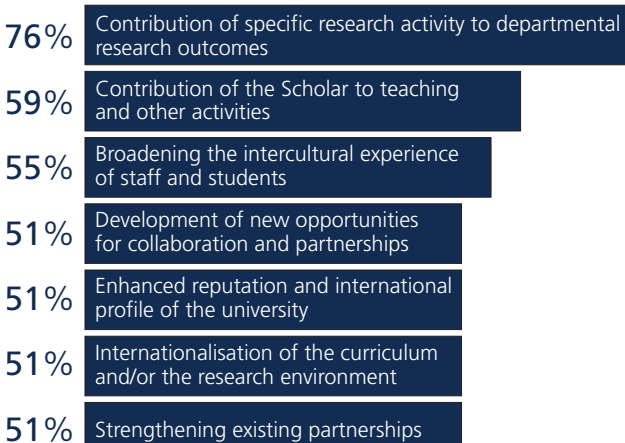 76% Contribution of specific research activity to departmental
research outcomes
59% Contribution of the Scholar to teaching
and other activities
55% Broadening the intercultural experience
of staff and students
51% Development of new opportunities
for collaboration and partnerships
51% Enhanced reputation and international
profile of the university
51% Internationalisation of the curriculum
and/or the research environment
51% Strengthening existing partnerships